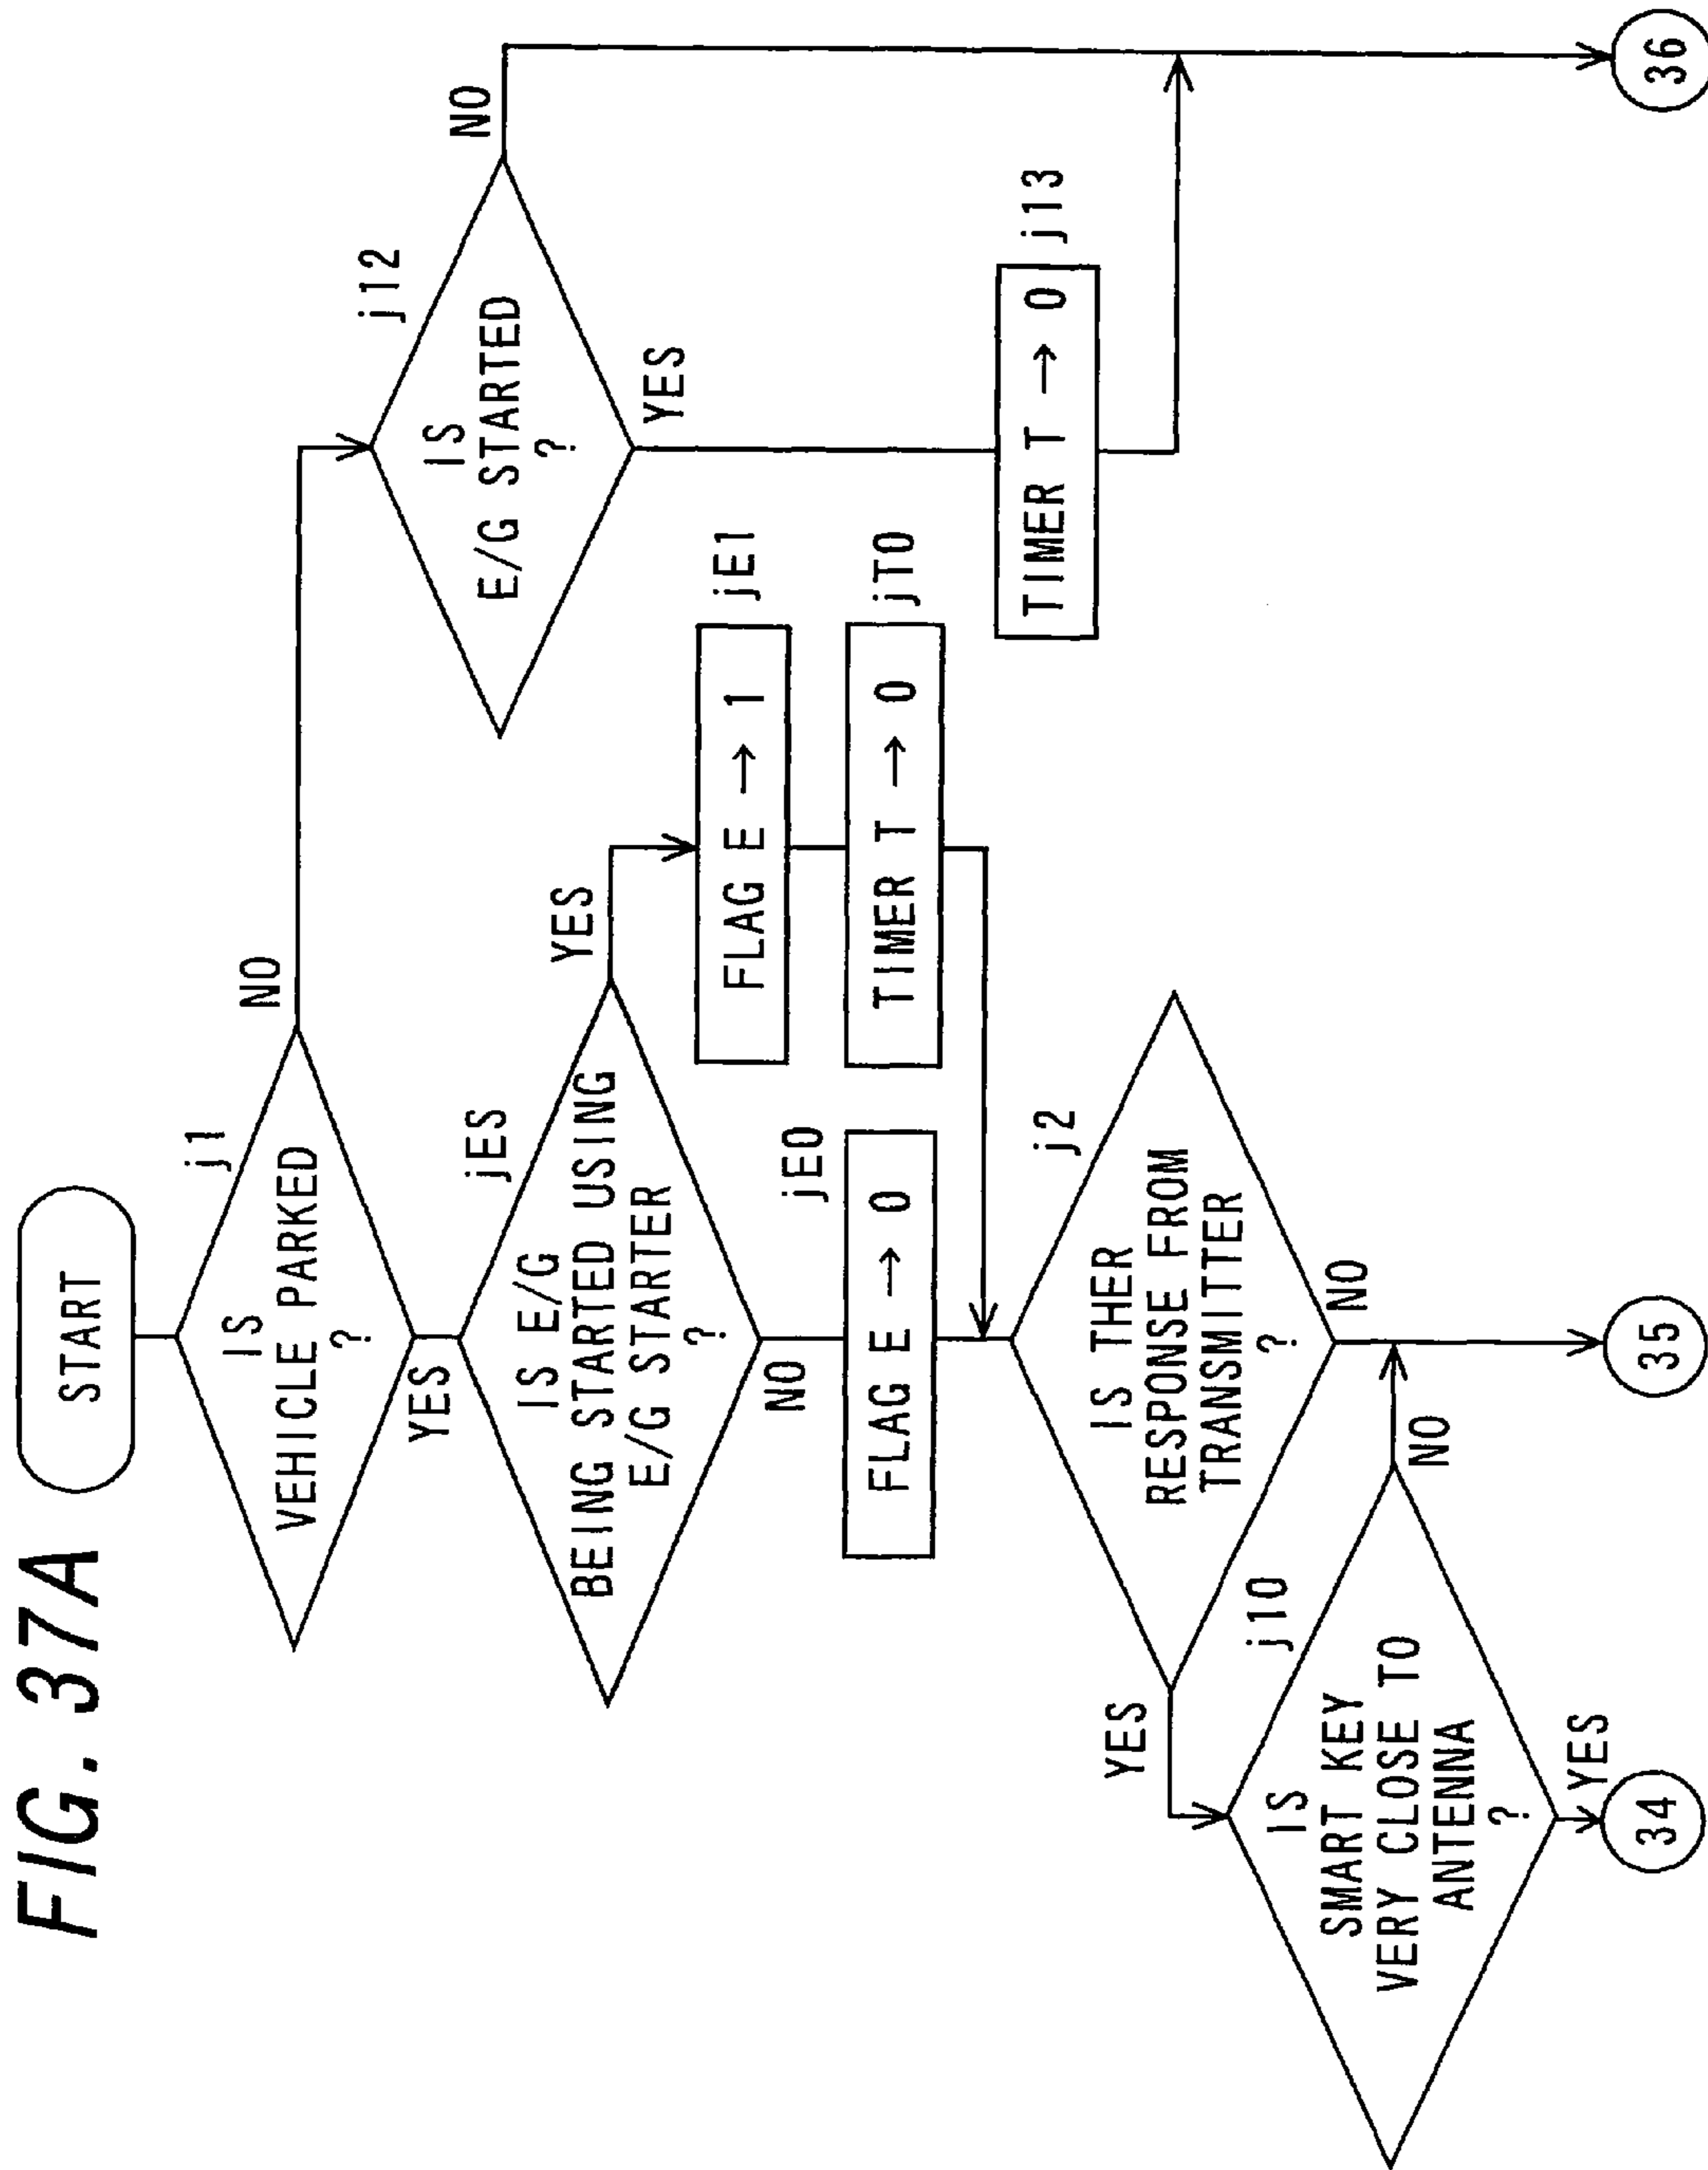 FIG. 37A
START
j1
IS
VEHICLE PARKED
?
NO
YES
jES
IS E/G
BEING STARTED USING
E/G STARTER
?
YES
NO
FLAG E → 1
jE1
TIMER T → 0
jT0
jE0
FLAG E → 0
j2
IS THER
RESPONSE FROM
TRANSMITTER
?
YES
NO
j10
IS
SMART KEY
VERY CLOSE TO
ANTENNA
?
NO
YES
34
35
j12
IS
E/G STARTED
?
NO
YES
TIMER T → 0
j13
36